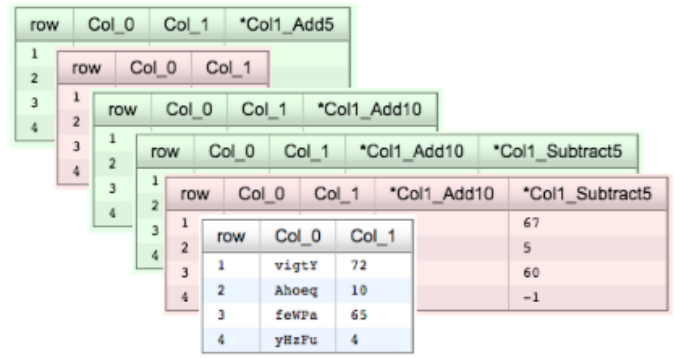 row Col_0 Col_1 *Col1_Add5
1
2
3
4
row Col_0 Col_1
1
2
3
4
row Col_0 Col_1 *Col1_Add10
1
2
3
4
row Col_0 Col_1 *Col1_Add10 *Col1_Subtract5
1
2
3
4
row Col_0 Col_1 *Col1_Add10 *Col1_Subtract5
1 67
2 5
3 60
4 -1
row Col_0 Col_1
1 vigtY 72
2 Ahoeq 10
3 feWPa 65
4 yHzFu 4